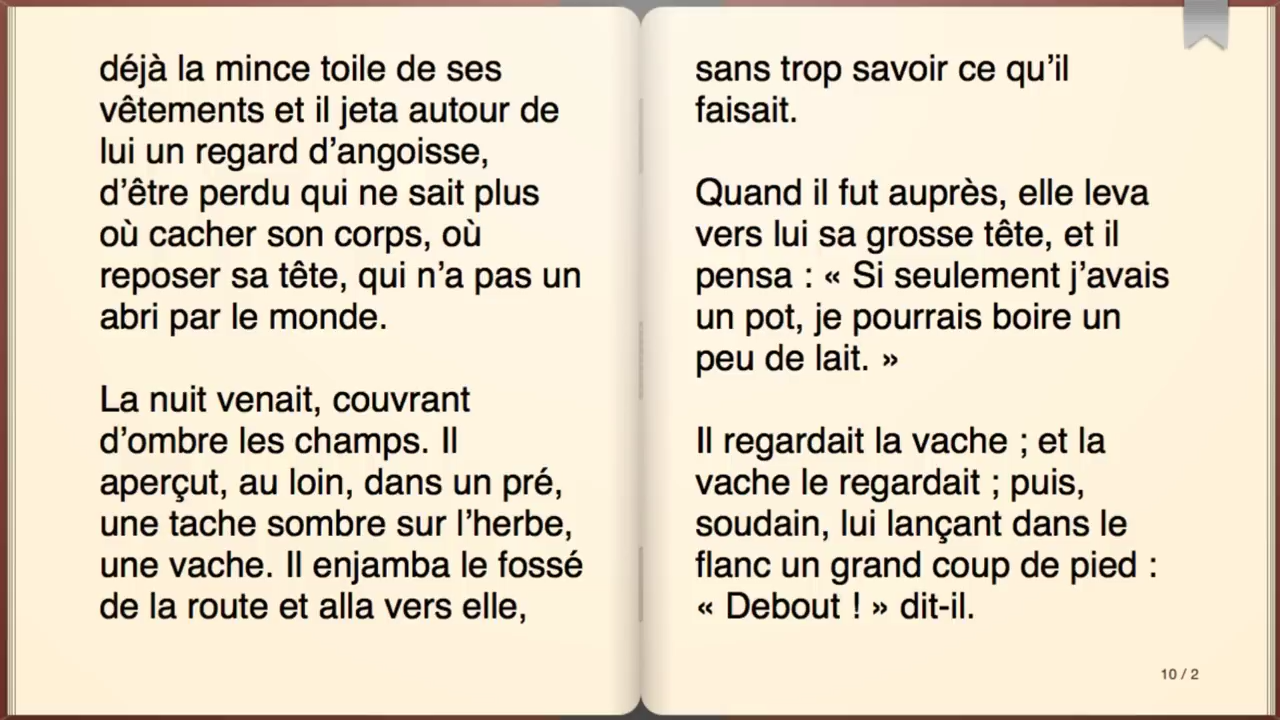 déjà la mince toile de ses
vêtements et il jeta autour de
lui un regard d’angoisse,
d’être perdu qui ne sait plus
où cacher son corps, où
reposer sa tête, qui n’a pas un
abri par le monde.
La nuit venait, couvrant
d’ombre les champs. Il
aperçut, au loin, dans un pré,
une tache sombre sur l’herbe,
une vache. Il enjamba le fossé
de la route et alla vers elle,
sans trop savoir ce qu’il
faisait.
Quand il fut auprès, elle leva
vers lui sa grosse tête, et il
pensa : « Si seulement j’avais
un pot, je pourrais boire un
peu de lait. »
Il regardait la vache ; et la
vache le regardait ; puis,
soudain, lui lançant dans le
flanc un grand coup de pied :
« Debout ! » dit-il.
10 / 2